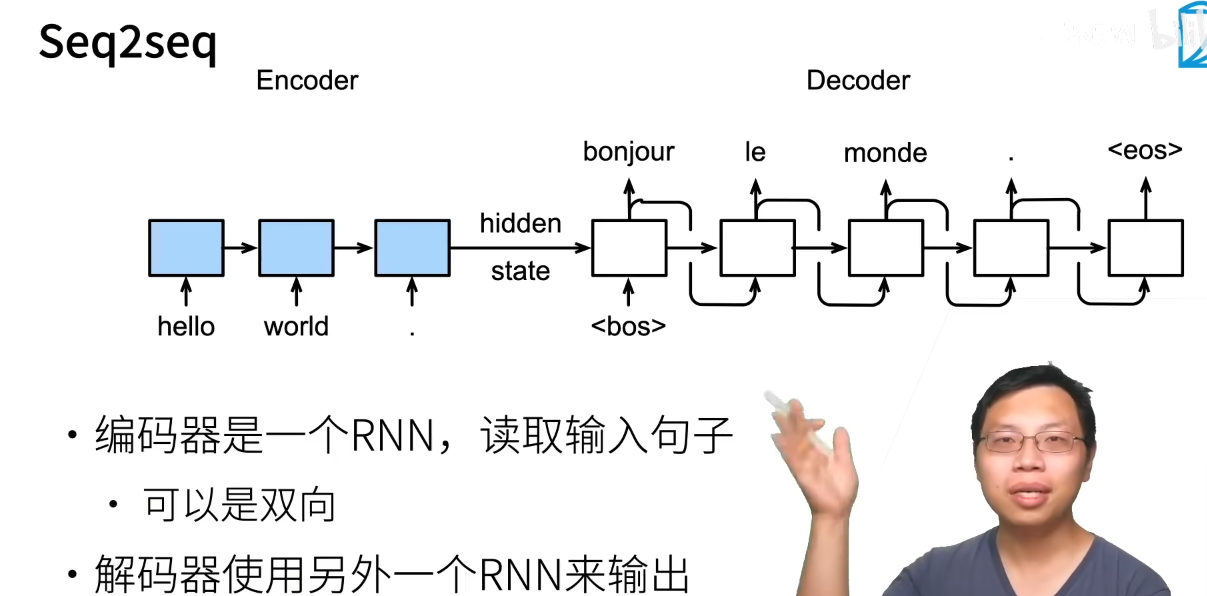 Seq2seq
Encoder
Decoder
bonjour le monde . <eos>
hidden
state
hello world . <bos>
• 编码器是一个RNN，读取输入句子
• 可以是双向
• 解码器使用另外一个RNN来输出